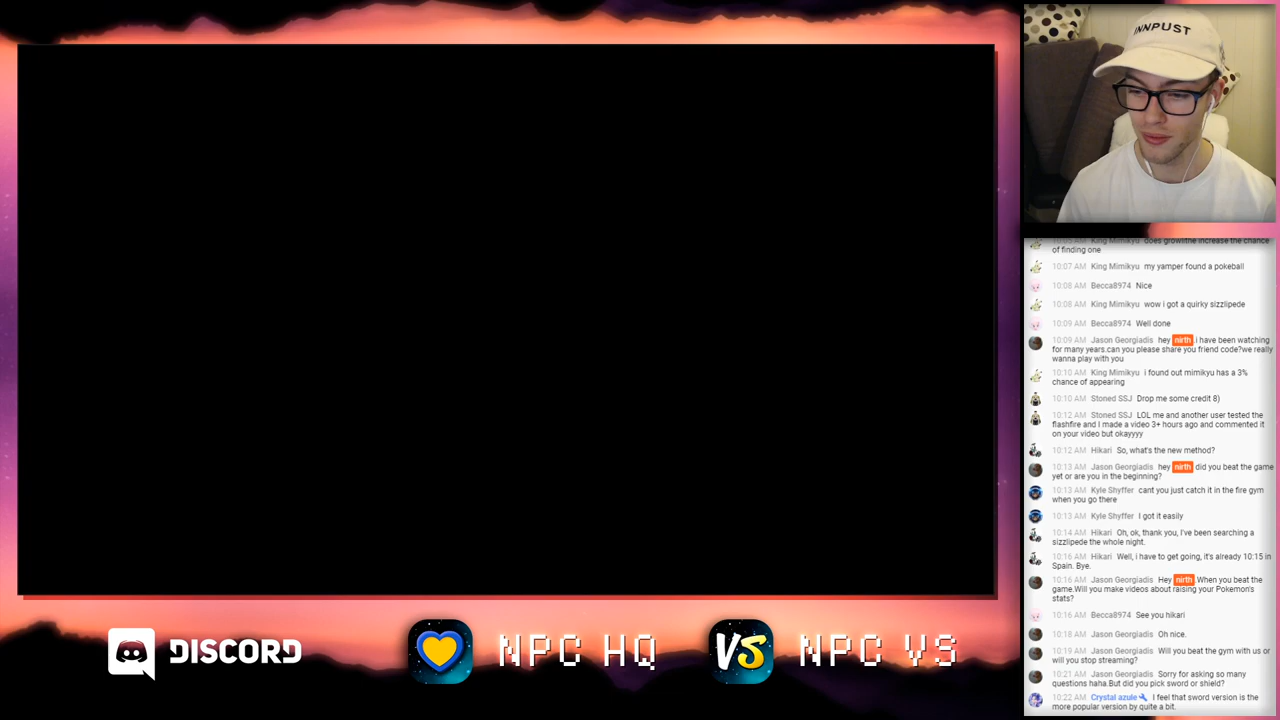 INNPUST
10:05 AM King Mimikyu does growlithe increase the chance
of finding one
10:07 AM King Mimikyu my yamper found a pokeball
10:08 AM Becca8974 Nice
10:08 AM King Mimikyu wow i got a quirky sizzlipede
10:09 AM Becca8974 Well done
10:09 AM Jason Georgiadis hey nirth i have been watching
for many years.can you please share you friend code?we really
wanna play with you
10:10 AM King Mimikyu i found out mimikyu has a 3%
chance of appearing
10:10 AM Stoned SSJ Drop me some credit 8)
10:12 AM Stoned SSJ LOL me and another user tested the
flashfire and I made a video 3+ hours ago and commented it
on your video but okayyyy
10:12 AM Hikari So, what's the new method?
10:13 AM Jason Georgiadis hey nirth did you beat the game
yet or are you in the beginning?
10:13 AM Kyle Shyffer cant you just catch it in the fire gym
when you go there
10:13 AM Kyle Shyffer I got it easily
10:14 AM Hikari Oh, ok, thank you, I've been searching a
sizzlipede the whole night.
10:16 AM Hikari Well, i have to get going, it's already 10:15 in
Spain. Bye.
10:16 AM Jason Georgiadis Hey nirth When you beat the
game.Will you make videos about raising your Pokemon's
stats?
10:16 AM Becca8974 See you hikari
10:18 AM Jason Georgiadis Oh nice.
10:19 AM Jason Georgiadis Will you beat the gym with us or
will you stop streaming?
10:21 AM Jason Georgiadis Sorry for asking so many
questions haha.But did you pick sword or shield?
10:22 AM Crystal azule I feel that sword version is the
more popular version by quite a bit.
DISCORD
NPC HQ
VS
NPC VS